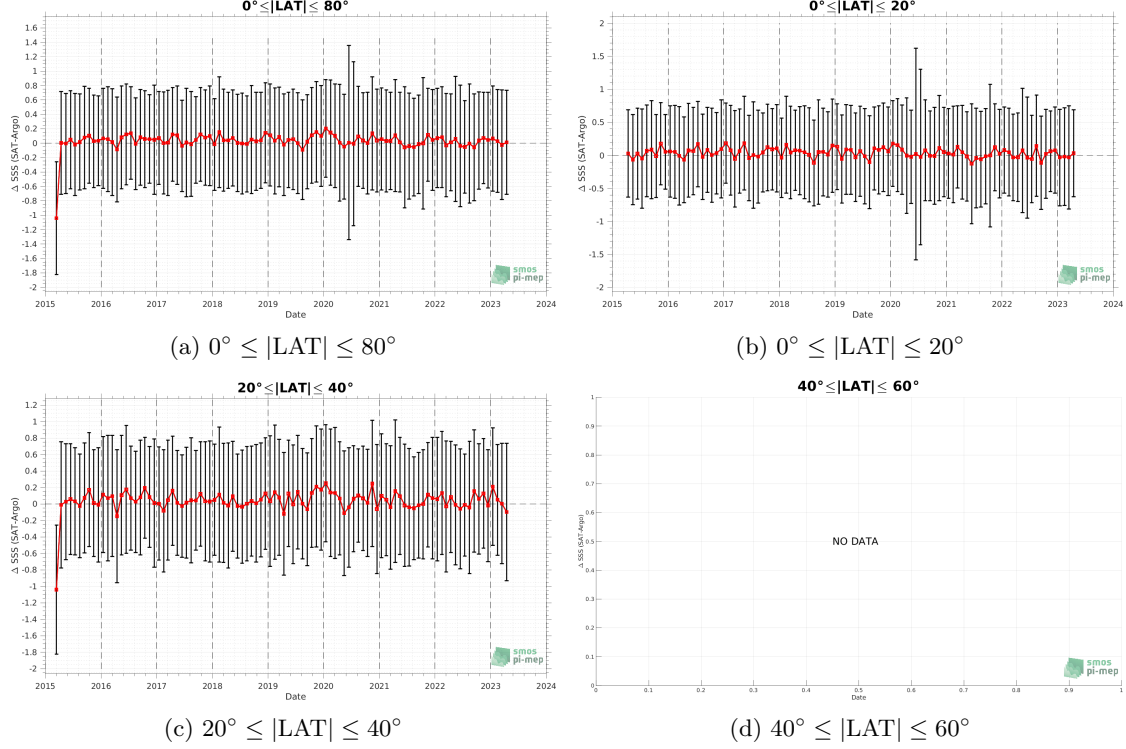 0°≤|LAT|≤ 80°
Δ SSS (SAT-Argo)
1.6
1.4
1.2
1
0.8
0.6
0.4
0.2
0
-0.2
-0.4
-0.6
-0.8
-1
-1.2
-1.4
-1.6
-1.8
-2
2015 2016 2017 2018 2019 2020 2021 2022 2023 2024
Date
smos
pi-mep
(a) 0° ≤ |LAT| ≤ 80°
0°≤|LAT|≤ 20°
Δ SSS (SAT-Argo)
2
1.5
1
0.5
0
-0.5
-1
-1.5
-2
2015 2016 2017 2018 2019 2020 2021 2022 2023 2024
Date
smos
pi-mep
(b) 0° ≤ |LAT| ≤ 20°
20°≤|LAT|≤ 40°
Δ SSS (SAT-Argo)
1.2
1
0.8
0.6
0.4
0.2
0
-0.2
-0.4
-0.6
-0.8
-1
-1.2
-1.4
-1.6
-1.8
-2
2015 2016 2017 2018 2019 2020 2021 2022 2023 2024
Date
smos
pi-mep
(c) 20° ≤ |LAT| ≤ 40°
40°≤|LAT|≤ 60°
Δ SSS (SAT-Argo)
1
0.9
0.8
0.7
0.6
0.5
0.4
0.3
0.2
0.1
0
NO DATA
0 0.1 0.2 0.3 0.4 0.5 0.6 0.7 0.8 0.9 1
Date
smos
pi-mep
(d) 40° ≤ |LAT| ≤ 60°